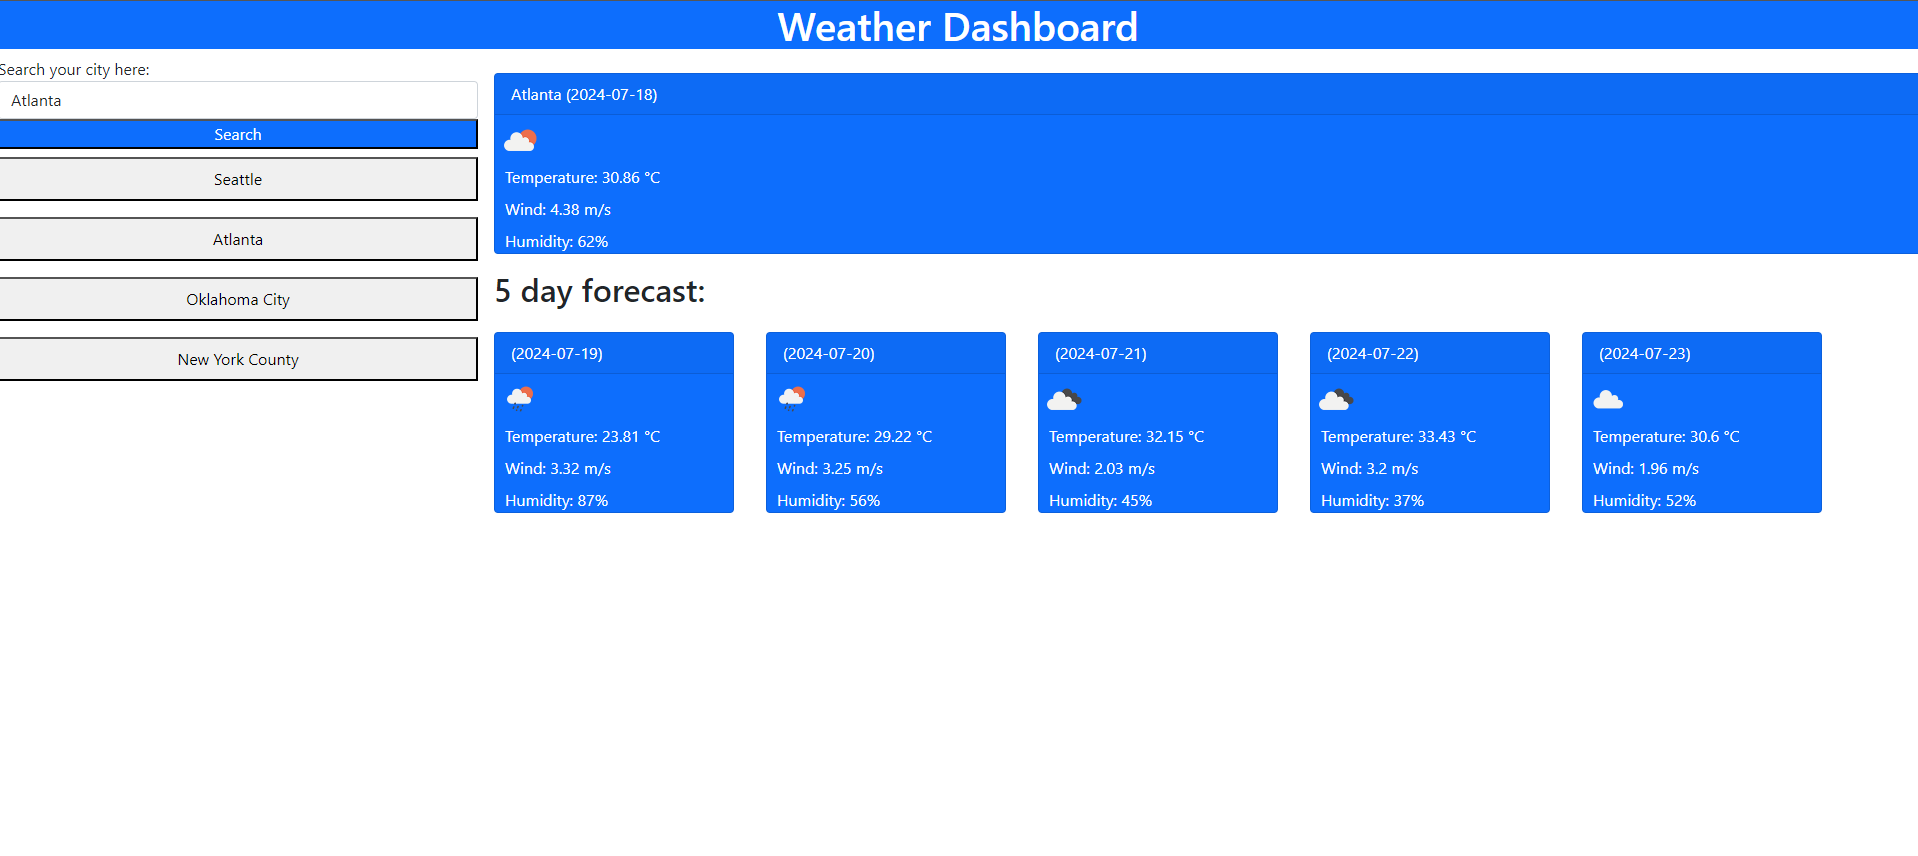 Weather Dashboard
Search your city here:
Atlanta
Search
Seattle
Atlanta
Oklahoma City
New York County
Atlanta (2024-07-18)
Temperature: 30.86 °C
Wind: 4.38 m/s
Humidity: 62%
5 day forecast:
(2024-07-19)
Temperature: 23.81 °C
Wind: 3.32 m/s
Humidity: 87%
(2024-07-20)
Temperature: 29.22 °C
Wind: 3.25 m/s
Humidity: 56%
(2024-07-21)
Temperature: 32.15 °C
Wind: 2.03 m/s
Humidity: 45%
(2024-07-22)
Temperature: 33.43 °C
Wind: 3.2 m/s
Humidity: 37%
(2024-07-23)
Temperature: 30.6 °C
Wind: 1.96 m/s
Humidity: 52%